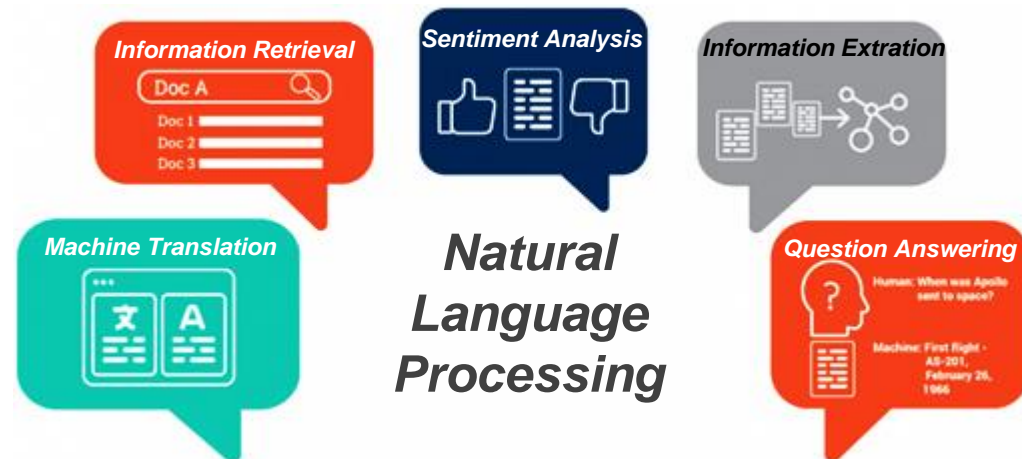 Information Retrieval
Doc A
Doc 1
Doc 2
Doc 3
Sentiment Analysis
Information Extration
Machine Translation
文 A
Natural
Language
Processing
Question Answering
?
Human: When was Apollo
sent to space?
Machine: First Flight -
AS-201,
February 26,
1966